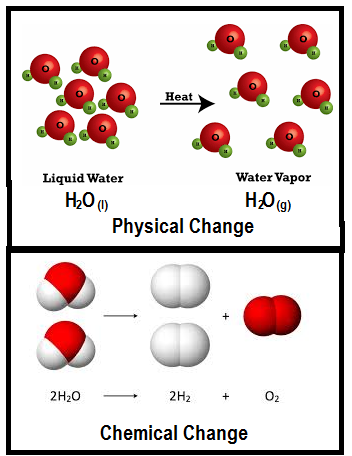 O O O O O O
H H H H H H H H H H H H
Heat
O O O O O O
H H H H H H H H H H H H
Liquid Water Water Vapor
H₂O (l) H₂O (g)
Physical Change
+
2H₂O 2H₂ + O₂
Chemical Change